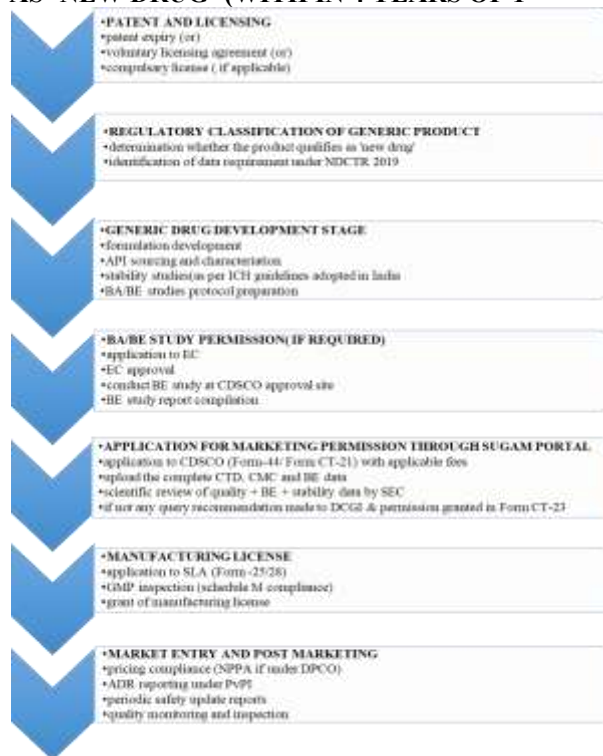 AS "NEW DRUG" (WITH IN 4 YEARS OF 1
•PATENT AND LICENSING
•patent expiry (or)
•voluntary licensing agreement (or)
•compulsary license ( if applicable)
•REGULATORY CLASSIFICATION OF GENERIC PRODUCT
•determination whether the product qualifies as 'new drug'
•identification of data requirement under NDCTR 2019
•GENERIC DRUG DEVELOPMENT STAGE
•formulation development
•API sourcing and characteristion
•stability studies(as per ICH guidelines adopted in India
•BA/BE studies protocol preparation
•BA/BE STUDY PERMISSION( IF REQUIRED)
•application to EC
•EC approval
•conduct BE study at CDSCO approval site
•BE study report compilation
•APPLICATION FOR MARKETING PERMISSION THROUGH SUGAM PORTAL
•application to CDSCO (Form-44/ Form CT-21) with applicable fees
•upload the complete CTD, CMC and BE data
•scientific review of quality + BE + stability data by SEC
•if not any query recommendation made to DCGI & permission granted in Form CT-23
•MANUFACTURING LICENSE
•application to SLA (Form -25/28)
•GMP inspection (schedule M compliance)
•grant of manufacturing license
•MARKET ENTRY AND POST MARKETING
•pricing compliance (NPPA if under DPCO)
•ADR reporting under PvPI
•periodic safety update reports
•quality monitoring and inspection